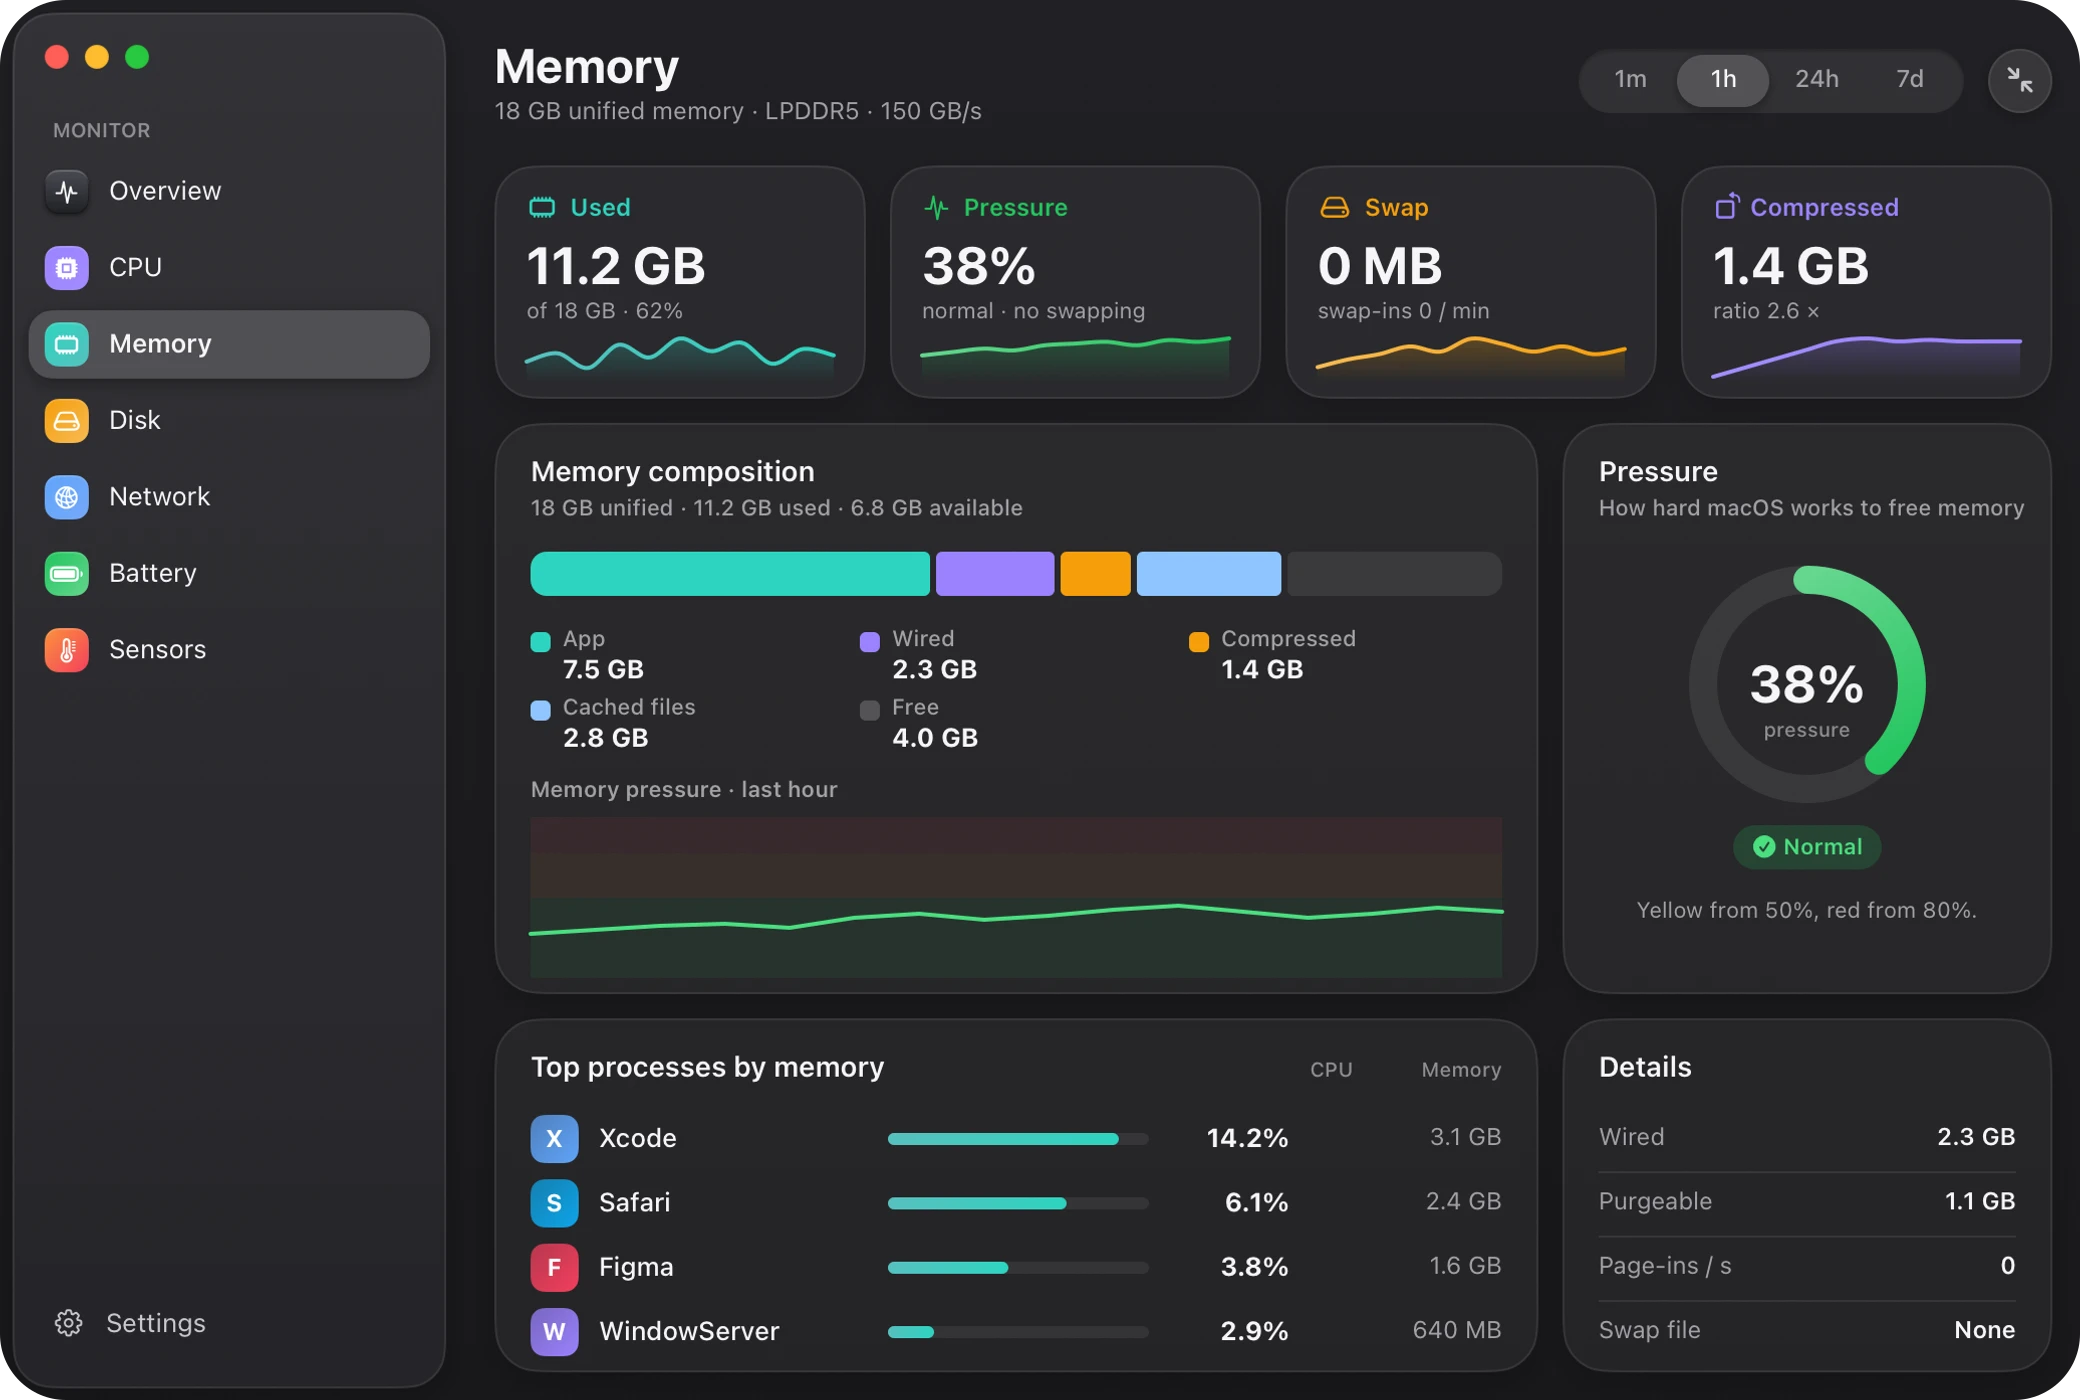 MONITOR
Overview
CPU
Memory
Disk
Network
Battery
Sensors
Settings
Memory
18 GB unified memory · LPDDR5 · 150 GB/s
1m 1h 24h 7d
Used
11.2 GB
of 18 GB · 62%
Pressure
38%
normal · no swapping
Swap
0 MB
swap-ins 0 / min
Compressed
1.4 GB
ratio 2.6 ×
Memory composition
18 GB unified · 11.2 GB used · 6.8 GB available
App
7.5 GB
Wired
2.3 GB
Compressed
1.4 GB
Cached files
2.8 GB
Free
4.0 GB
Memory pressure · last hour
Pressure
How hard macOS works to free memory
38%
pressure
Normal
Yellow from 50%, red from 80%.
Top processes by memory CPU Memory
X Xcode 14.2% 3.1 GB
S Safari 6.1% 2.4 GB
F Figma 3.8% 1.6 GB
W WindowServer 2.9% 640 MB
Details
Wired 2.3 GB
Purgeable 1.1 GB
Page-ins / s 0
Swap file None